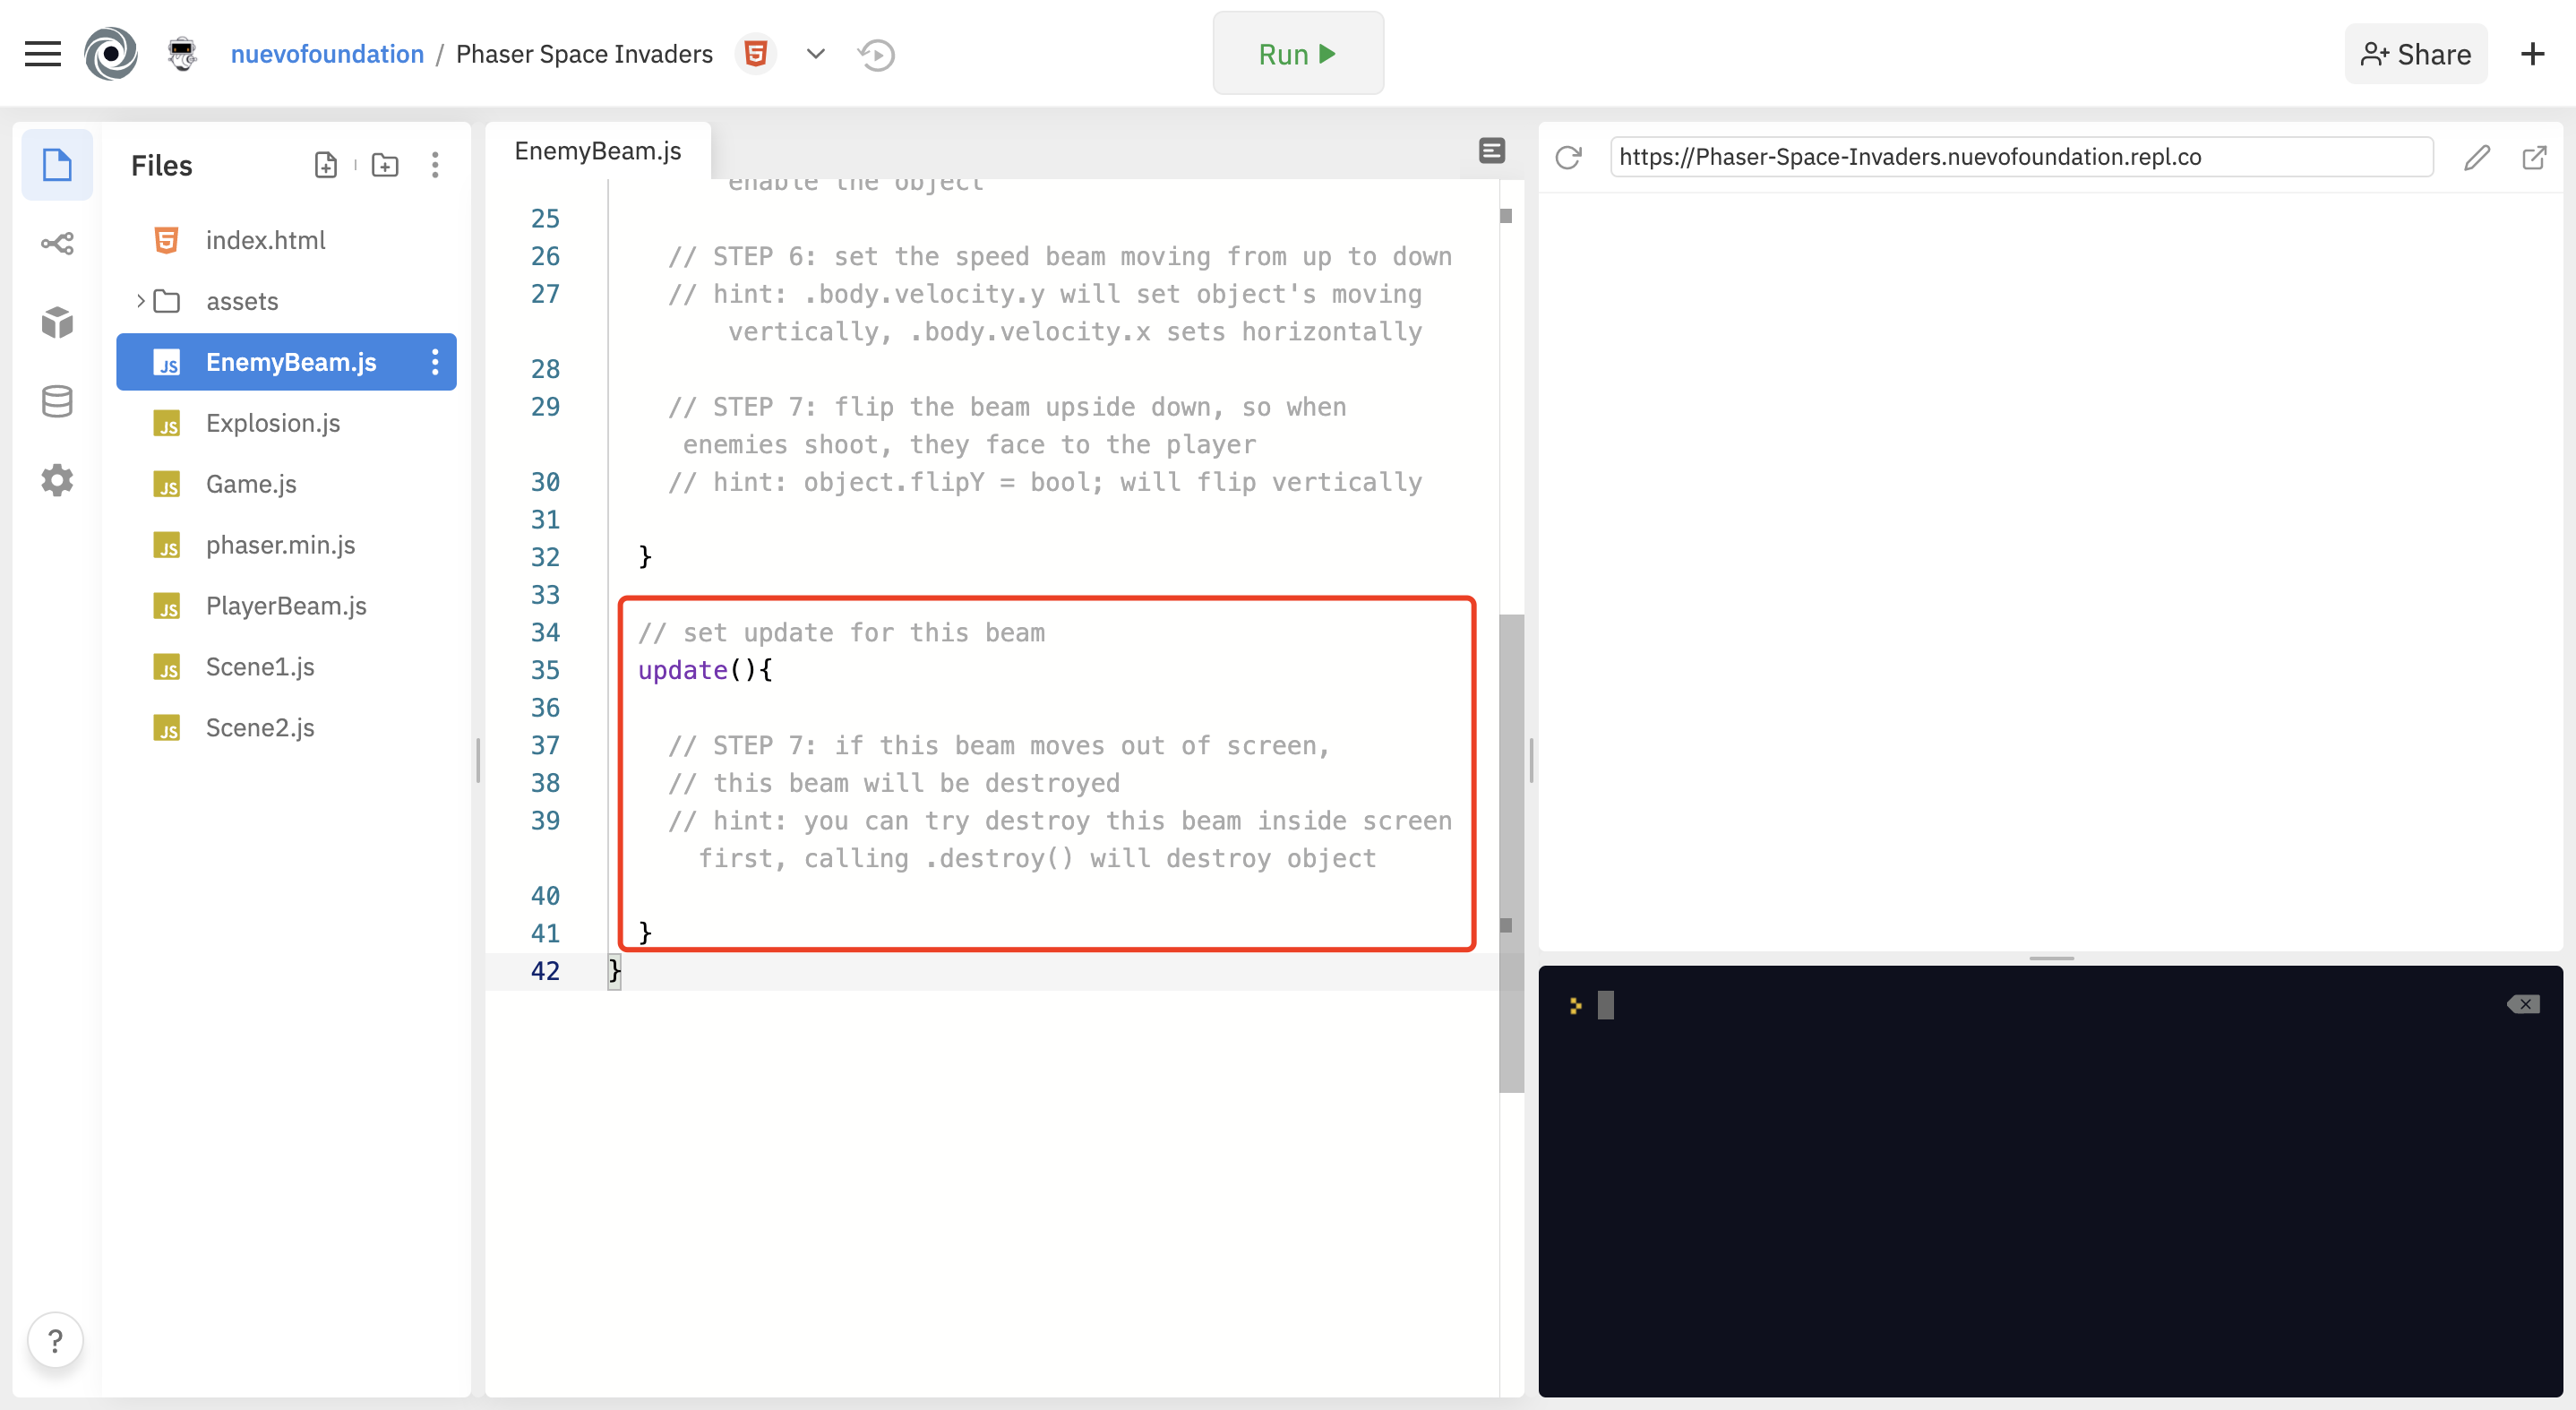 nuevofoundation / Phaser Space Invaders
Run
Share
Files
index.html
assets
EnemyBeam.js
Explosion.js
Game.js
phaser.min.js
PlayerBeam.js
Scene1.js
Scene2.js
?
EnemyBeam.js
enable the object
25
26 // STEP 6: set the speed beam moving from up to down
27 // hint: .body.velocity.y will set object's moving
vertically, .body.velocity.x sets horizontally
28
29 // STEP 7: flip the beam upside down, so when
enemies shoot, they face to the player
30 // hint: object.flipY = bool; will flip vertically
31
32 }
33
34 // set update for this beam
35 update(){
36
37 // STEP 7: if this beam moves out of screen,
38 // this beam will be destroyed
39 // hint: you can try destroy this beam inside screen
first, calling .destroy() will destroy object
40
41 }
42 }
https://Phaser-Space-Invaders.nuevofoundation.repl.co